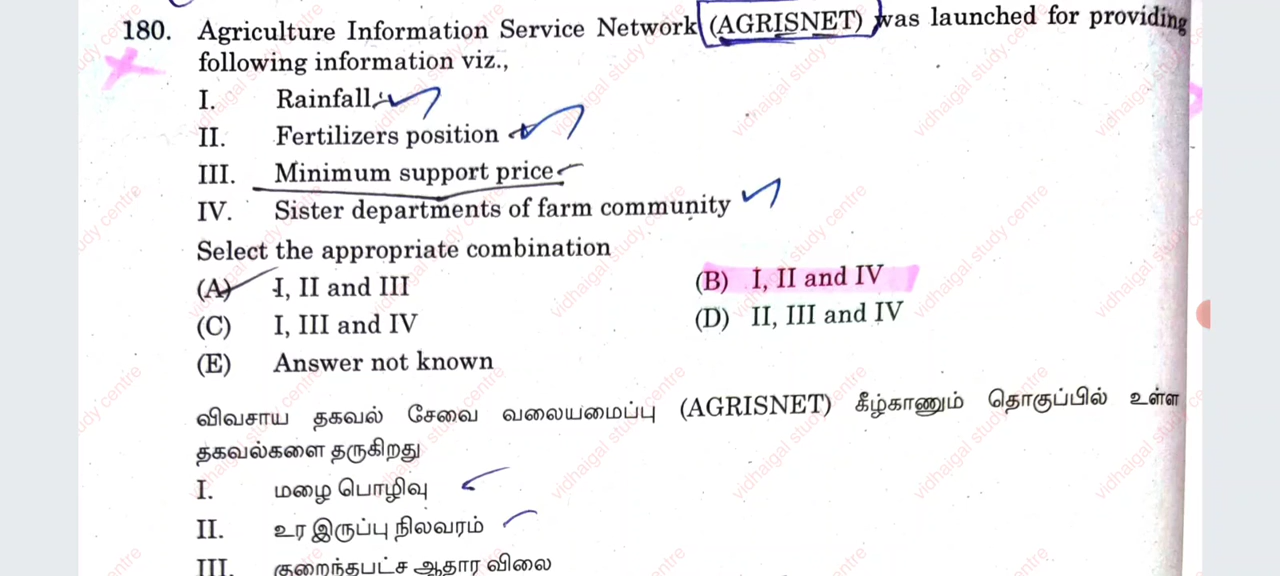 180. Agriculture Information Service Network (AGRISNET) was launched for providing
following information viz.,
I. Rainfall
II. Fertilizers position
III. Minimum support price
IV. Sister departments of farm community
Select the appropriate combination
(A) I, II and III (B) I, II and IV
(C) I, III and IV (D) II, III and IV
(E) Answer not known
விவசாய தகவல் சேவை வலையமைப்பு (AGRISNET) கீழ்காணும் தொகுப்பில் உள்ள
தகவல்களை தருகிறது
I. மழை பொழிவு
II. உர இருப்பு நிலவரம்
III. குறைந்தபட்ச ஆதார விலை
vidhaigal study centre